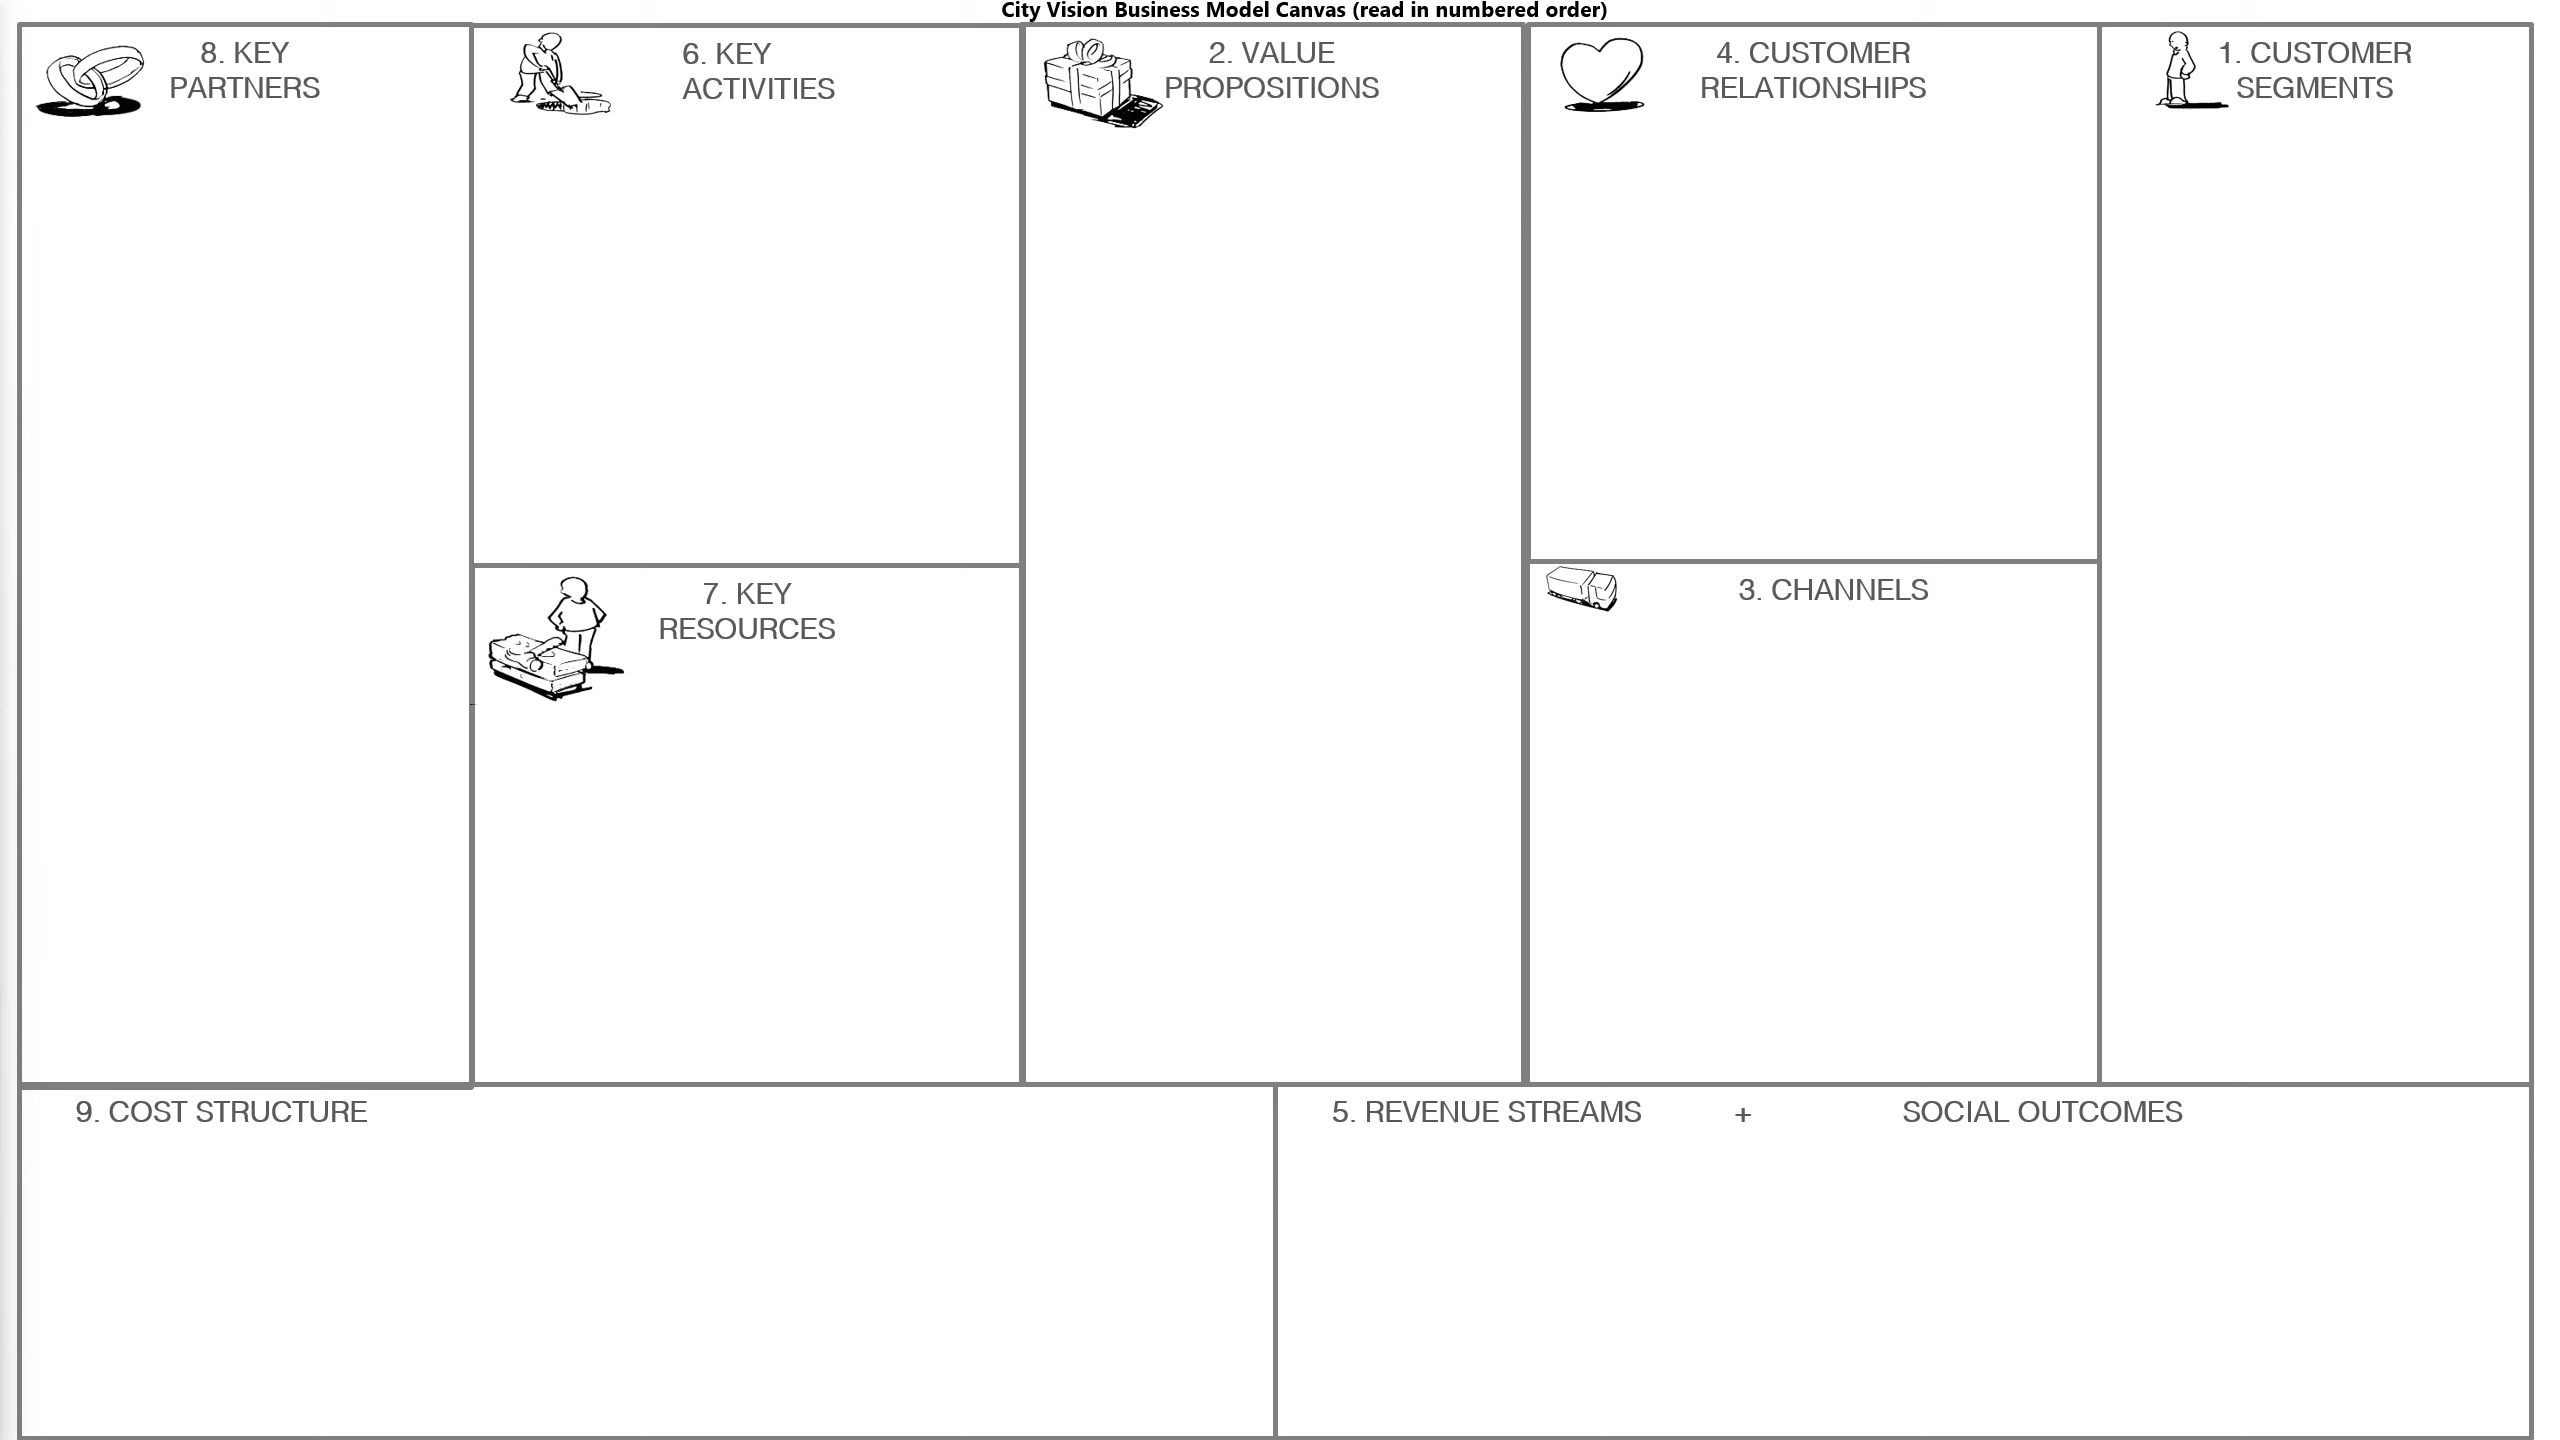 City Vision Business Model Canvas (read in numbered order)
8. KEY
PARTNERS
6. KEY
ACTIVITIES
2. VALUE
PROPOSITIONS
4. CUSTOMER
RELATIONSHIPS
1. CUSTOMER
SEGMENTS
7. KEY
RESOURCES
3. CHANNELS
9. COST STRUCTURE
5. REVENUE STREAMS + SOCIAL OUTCOMES